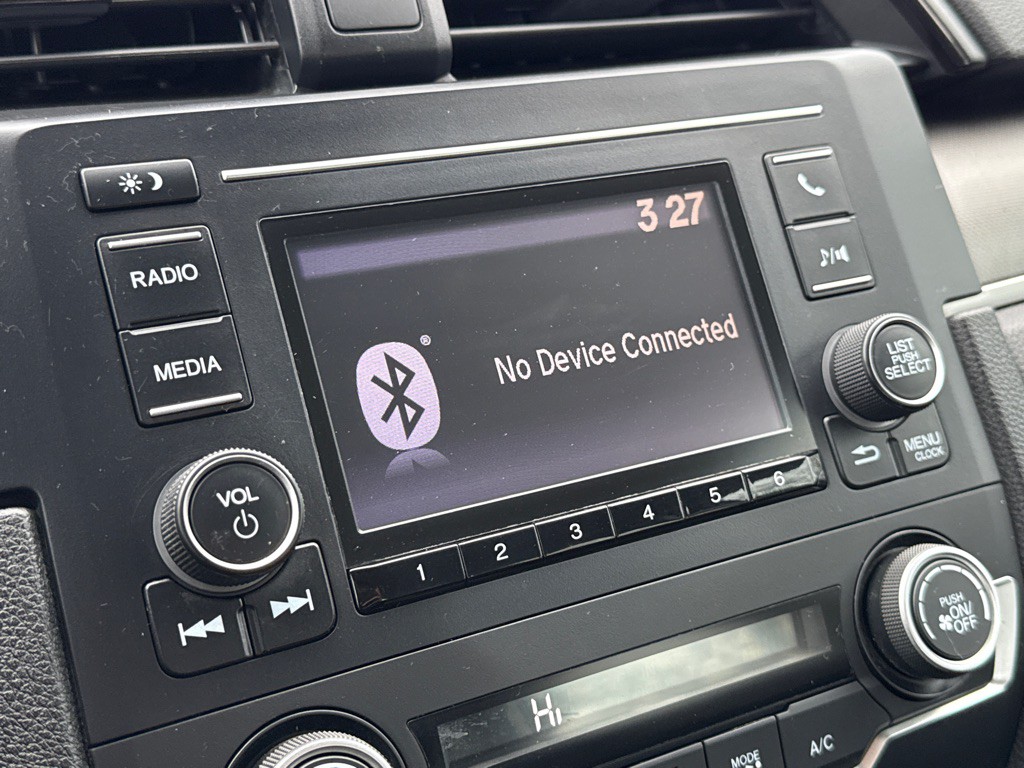 3 27
RADIO
MEDIA
®
No Device Connected
LIST
PUSH
SELECT
MENU
CLOCK
VOL
1 2 3 4 5 6
PUSH
ON/
OFF
Hi
MODE
A/C